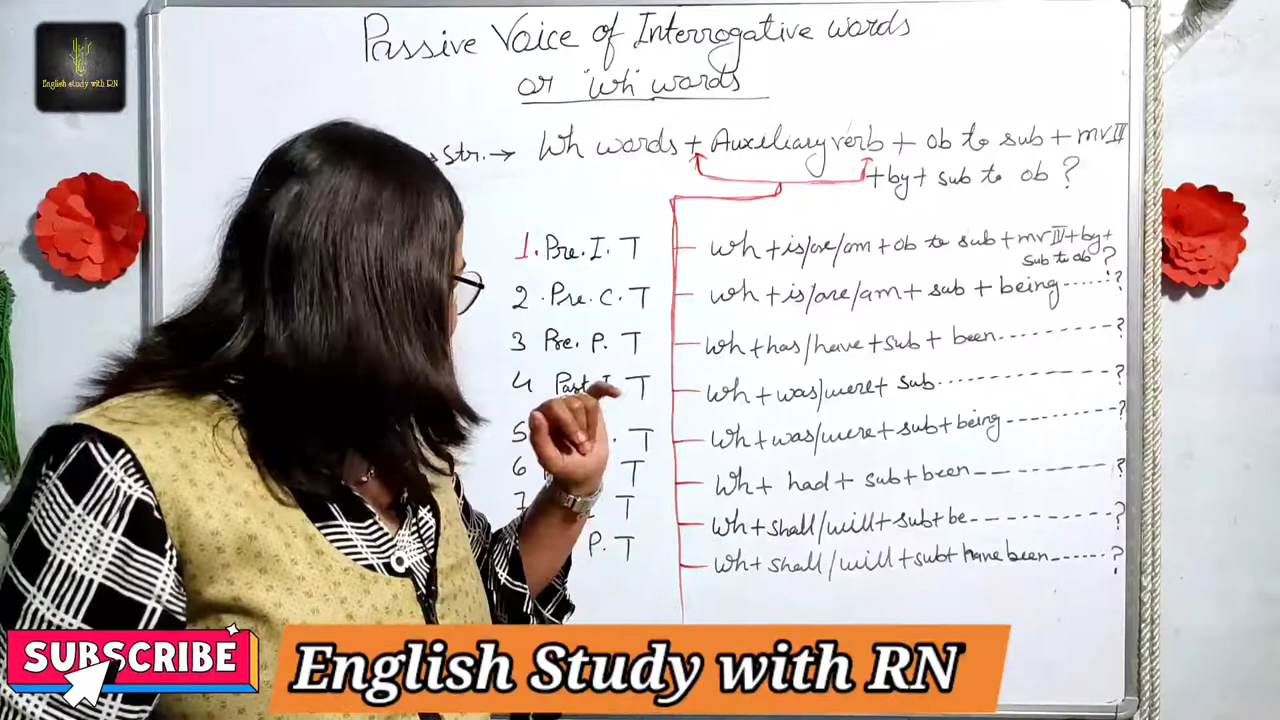 English study with RN
Passive Voice of Interrogative words
or 'Wh' words
Str. → Wh words + Auxiliary verb + ob to sub + mv III
+ by + sub to ob ?
1. Pre. I. T
wh + is/are/am + ob to sub + mv III + by +
sub to ob ?
2. Pre. C. T
wh + is/are/am + sub + being ......?
3 Pre. P. T
wh + has/have + sub + been ------------?
4 Past I. T
wh + was/were + sub ------------?
5 . T
wh + was/were + sub + being ------------?
6 T
wh + had + sub + been ------------?
7 T
wh + shall/will + sub + be ------------?
P. T
wh + shall/will + sub + have been ------?
SUBSCRIBE
English Study with RN